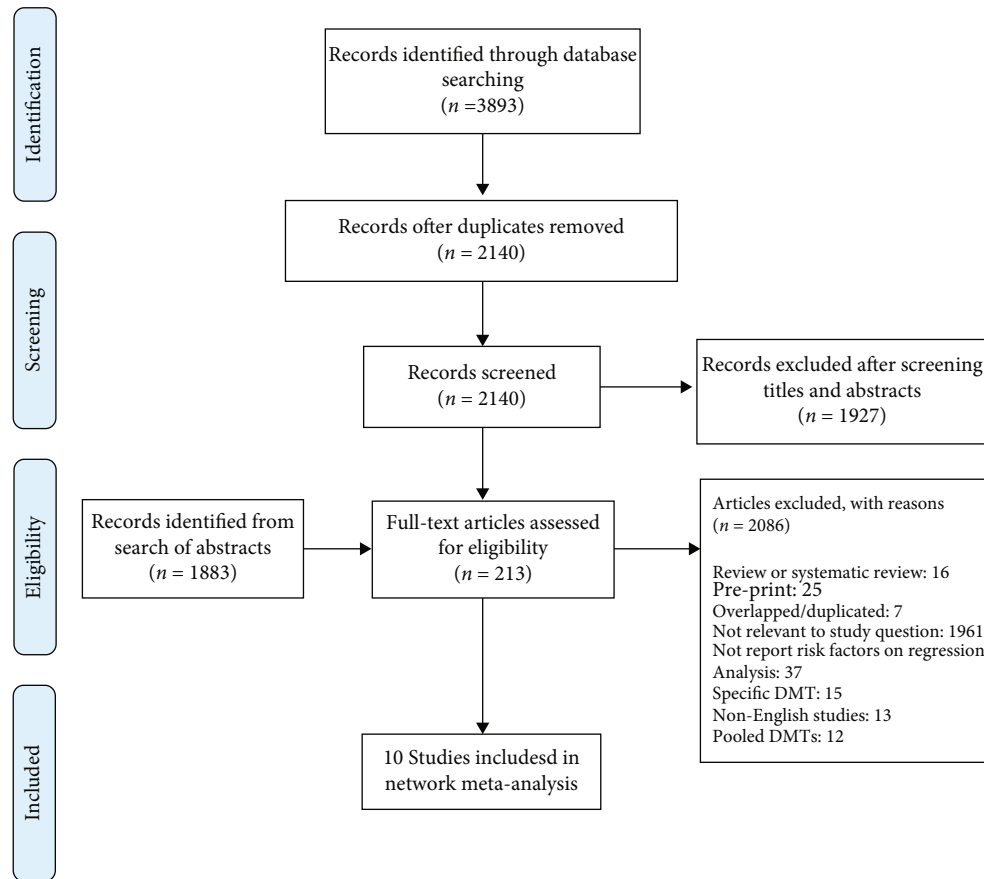 Identification
Records identified through database
searching
(n =3893)
Records ofter duplicates removed
(n = 2140)
Screening
Records screened
(n = 2140)
Records excluded after screening
titles and abstracts
(n = 1927)
Eligibility
Records identified from
search of abstracts
(n = 1883)
Full-text articles assessed
for eligibility
(n = 213)
Articles excluded, with reasons
(n = 2086)
Review or systematic review: 16
Pre-print: 25
Overlapped/duplicated: 7
Not relevant to study question: 1961
Not report risk factors on regression
Analysis: 37
Specific DMT: 15
Non-English studies: 13
Pooled DMTs: 12
Included
10 Studies includesd in
network meta-analysis